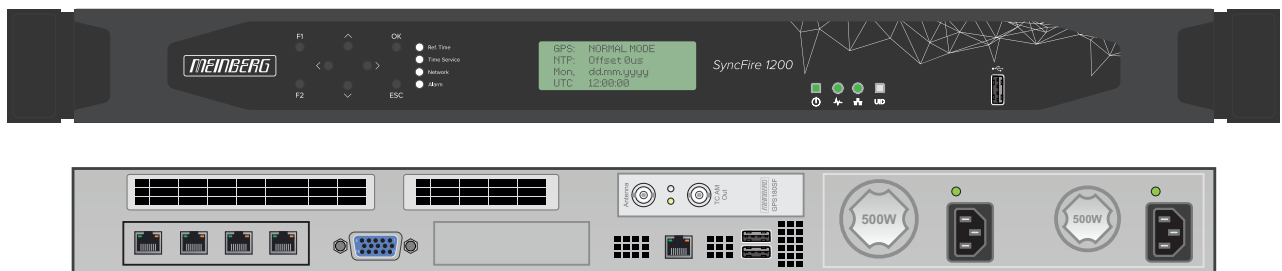 F1
OK
MEINBERG
Ref. Time
Time Service
Network
Alarm
F2
ESC
GPS: NORMAL MODE
NTP: Offset 0us
Mon, dd.mm.yyyy
UTC 12:00:00
SyncFire 1200
UID
Antenna
TC AM
Out
MEINBERG
GPS180SF
500W
500W